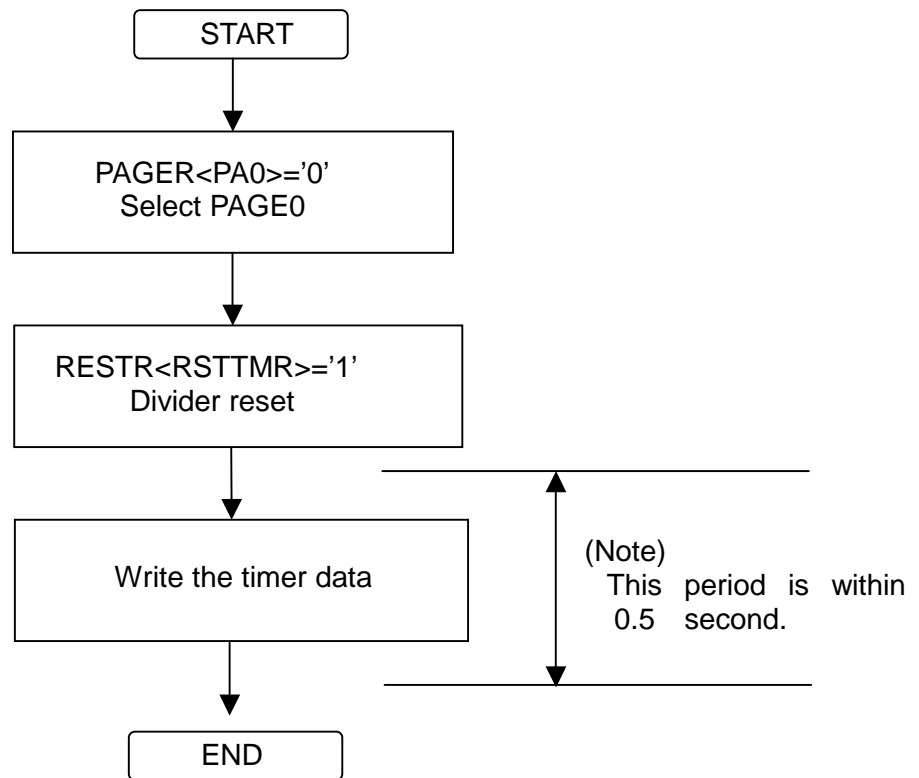 START
PAGER<PA0>='0'
Select PAGE0
RESTR<RSTTMR>='1'
Divider reset
Write the timer data
(Note)
This period is within
0.5 second.
END